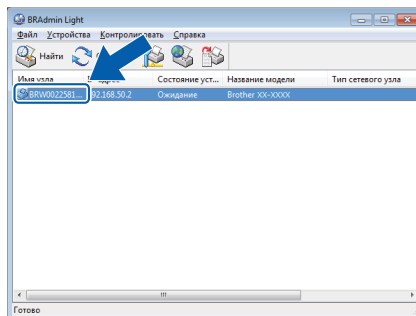 BRAdmin Light
Файл Устройства Контролировать Справка
Найти
Имя узла адрес Состояние уст... Название модели Тип сетевого узла
BRW0022581... 92.168.50.2 Ожидание Brother XX-XXXX
Готово